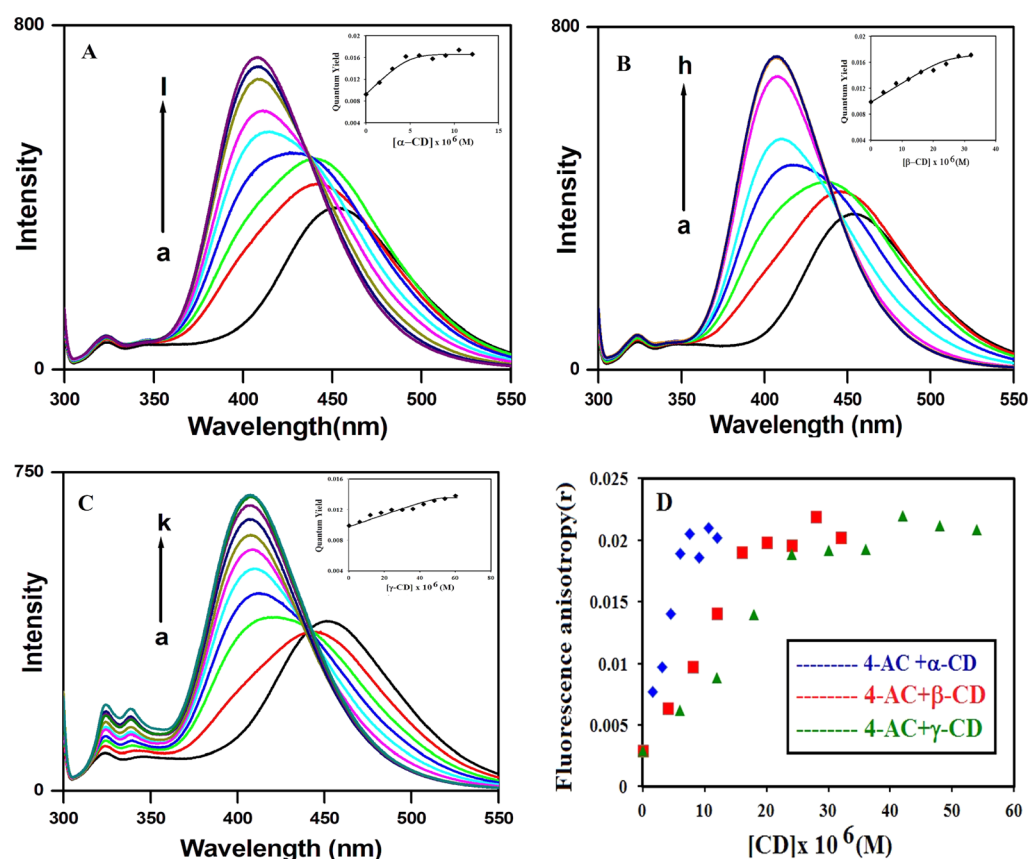 800
A
l
a
0
300
350
400
450
500
550
Intensity
Wavelength(nm)
0.02
0.016
0.012
0.008
0.004
0
5
10
15
Quantum Yield
[α–CD] x 10⁶(M)
800
B
h
a
0
300
350
400
450
500
550
Intensity
Wavelength (nm)
0.02
0.016
0.012
0.008
0.004
0
10
20
30
40
Quantum Yield
[β–CD] x 10⁶(M)
750
C
k
a
0
300
350
400
450
500
550
Intensity
Wavelength (nm)
0.016
0.012
0.008
0.004
0
20
40
60
80
Quantum Yield
[γ-CD] x 10⁶(M)
D
0.025
0.02
0.015
0.01
0.005
0
0
10
20
30
40
50
60
Fluorescence anisotropy(r)
[CD]x 10⁶(M)
4-AC +α-CD
4-AC+β-CD
4-AC+γ-CD